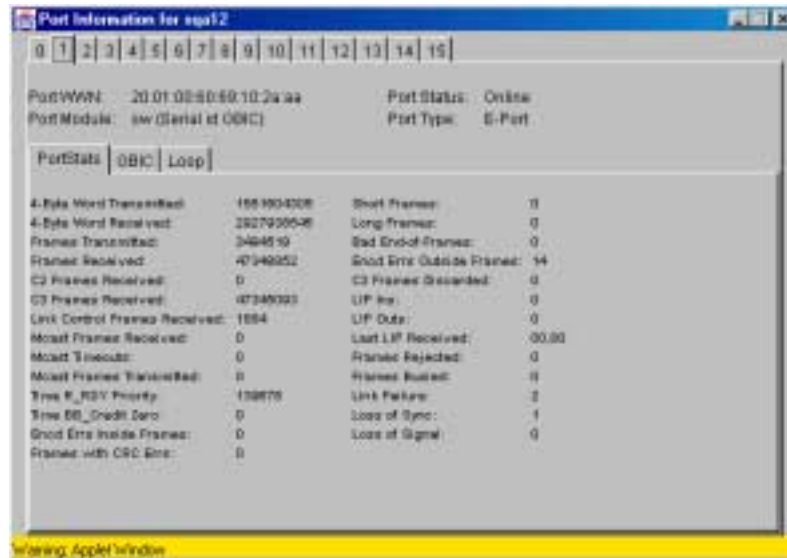 Port Information for sqa12
0 1 2 3 4 5 6 7 8 9 10 11 12 13 14 15
Port WWN: 20:01:00:60:69:10:2a:aa Port Status: Online
Port Module: sw (Serial id OBIC) Port Type: E-Port
PortStats OBIC Loop
4-Byte Word Transmitted: Short Frames: 0
4-Byte Word Received: Long Frames: 0
Frames Transmitted: Bad End-of-Frames: 0
Frames Received: Encd Errs Outside Frames: 14
C2 Frames Received: 0 C3 Frames Discarded: 0
C3 Frames Received: LIP Ins: 0
Link Control Frames Received: LIP Outs: 0
Mcast Frames Received: 0 Last LIP Received: 00,00
Mcast Timeouts: 0 Frames Rejected: 0
Mcast Frames Transmitted: 0 Frames Busied: 0
Time R_RDY Priority: Link Failure: 2
Time BB_Credit Zero: 0 Loss of Sync: 1
Encd Errs Inside Frames: 0 Loss of Signal: 0
Frames with CRC Errs: 0
Warning: Applet Window